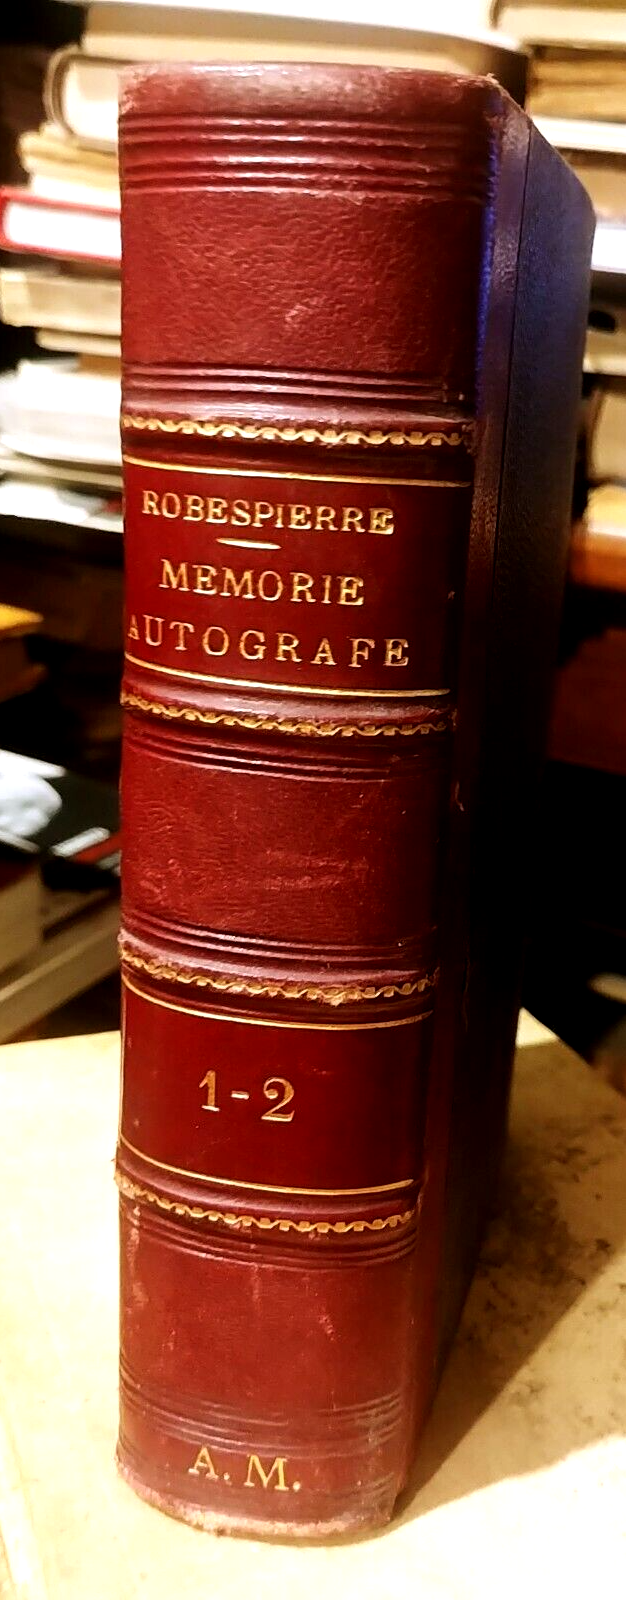 ROBESPIERRE
MEMORIE
AUTOGRAFE
1-2
A. M.